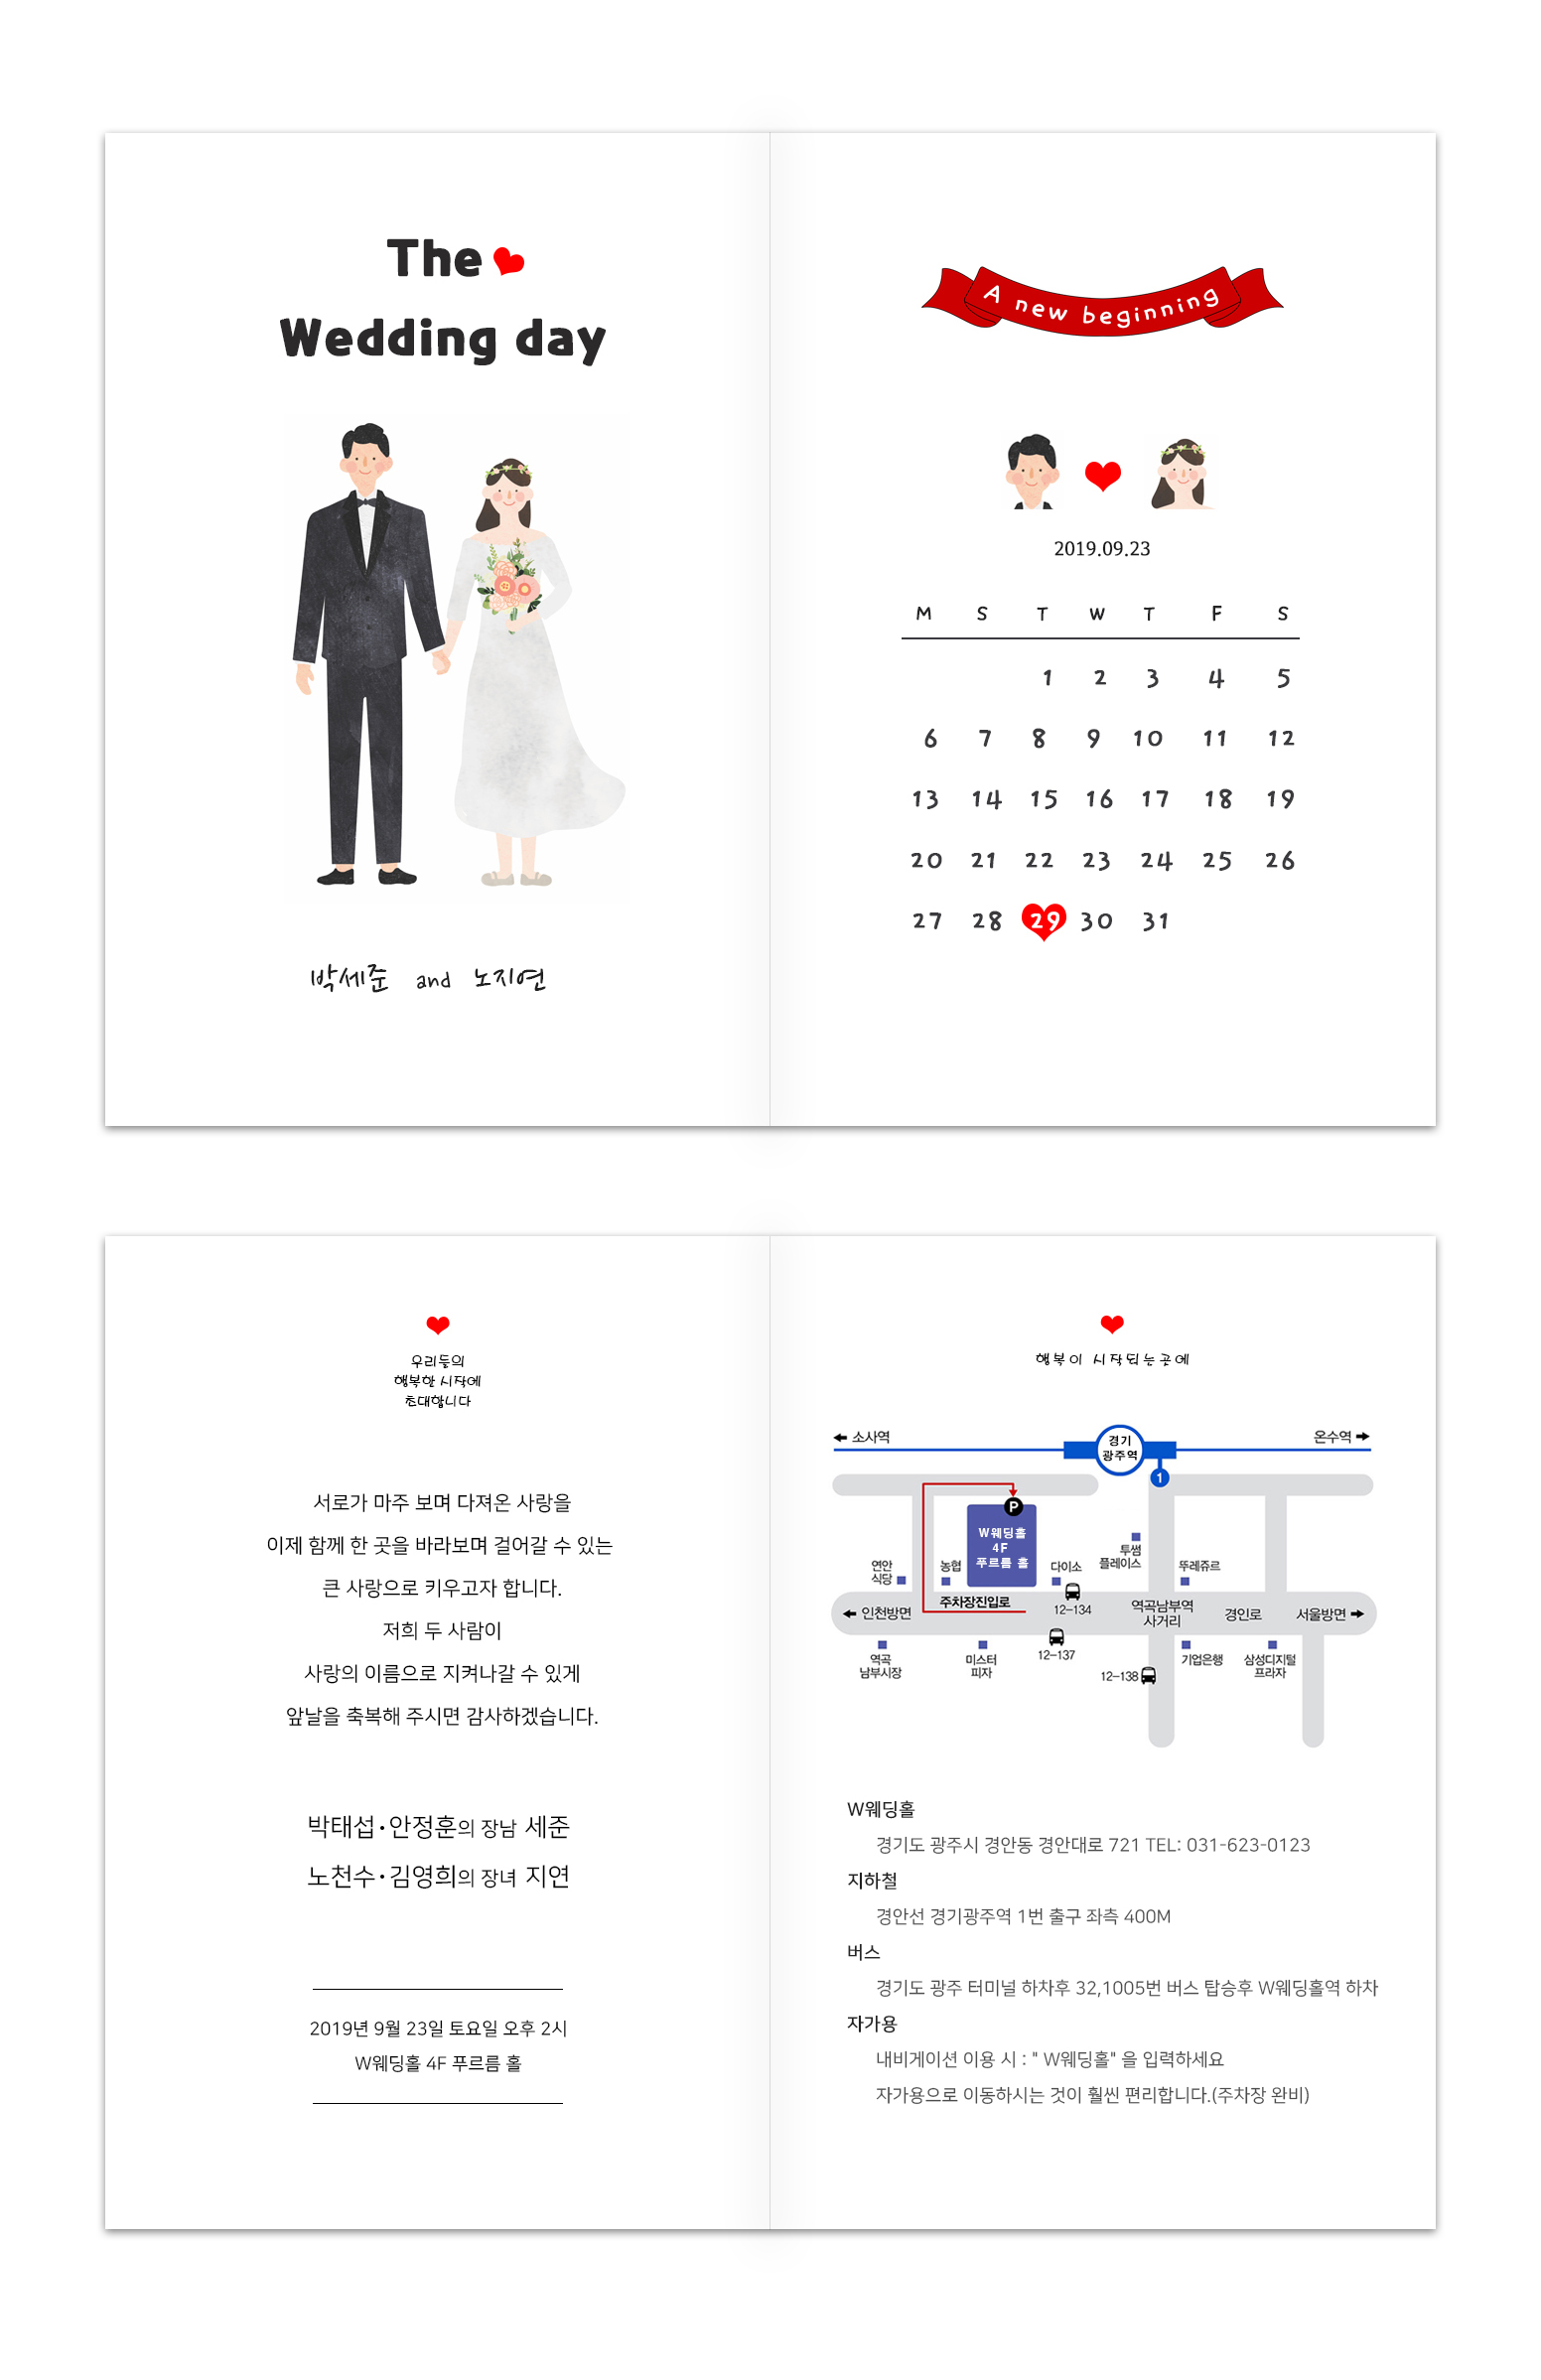 The
Wedding day
박세준 and 노지연
A new beginning
2019.09.23
M S T W T F S
1 2 3 4 5
6 7 8 9 10 11 12
13 14 15 16 17 18 19
20 21 22 23 24 25 26
27 28 29 30 31
우리들의
행복한 시작에
초대합니다
서로가 마주 보며 다져온 사랑을
이제 함께 한 곳을 바라보며 걸어갈 수 있는
큰 사랑으로 키우고자 합니다.
저희 두 사람이
사랑의 이름으로 지켜나갈 수 있게
앞날을 축복해 주시면 감사하겠습니다.
박태섭·안정훈의 장남 세준
노천수·김영희의 장녀 지연
2019년 9월 23일 토요일 오후 2시
W웨딩홀 4F 푸르름 홀
행복이 시작되는곳에
소사역
경기
광주역
온수역
1
P
W웨딩홀
4F
푸르름 홀
투썸
플레이스
연안
식당
농협
다이소
뚜레쥬르
주차장진입로
12-134
인천방면
역곡남부역
사거리
경인로
서울방면
12-137
역곡
남부시장
미스터
피자
12-138
기업은행
삼성디지털
프라자
W웨딩홀
경기도 광주시 경안동 경안대로 721 TEL: 031-623-0123
지하철
경안선 경기광주역 1번 출구 좌측 400M
버스
경기도 광주 터미널 하차후 32,1005번 버스 탑승후 W웨딩홀역 하차
자가용
내비게이션 이용 시 : " W웨딩홀" 을 입력하세요
자가용으로 이동하시는 것이 훨씬 편리합니다.(주차장 완비)